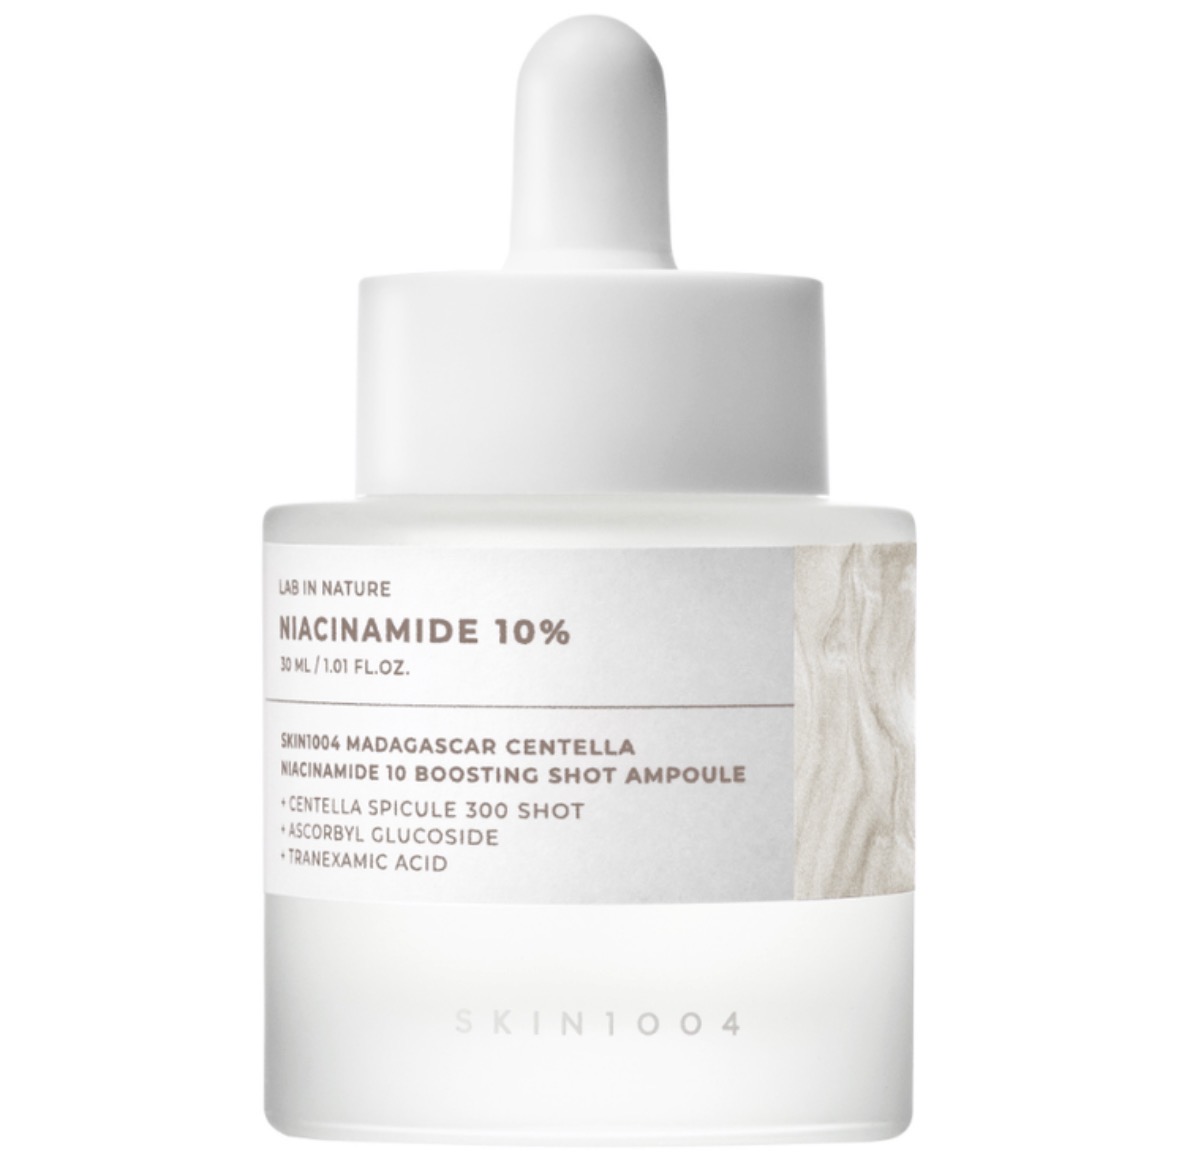 LAB IN NATURE
NIACINAMIDE 10%
30 ML / 1.01 FL.OZ.
SKIN1004 MADAGASCAR CENTELLA
NIACINAMIDE 10 BOOSTING SHOT AMPOULE
+ CENTELLA SPICULE 300 SHOT
+ ASCORBYL GLUCOSIDE
+ TRANEXAMIC ACID
SKIN1004